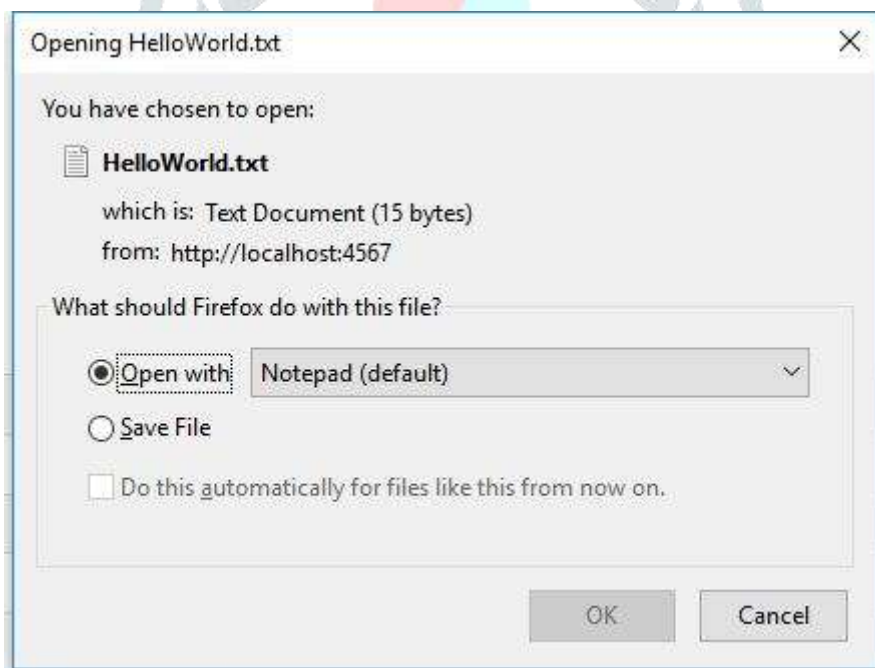 Opening HelloWorld.txt
You have chosen to open:
HelloWorld.txt
which is: Text Document (15 bytes)
from: http://localhost:4567
What should Firefox do with this file?
Open with Notepad (default)
Save File
Do this automatically for files like this from now on.
OK Cancel